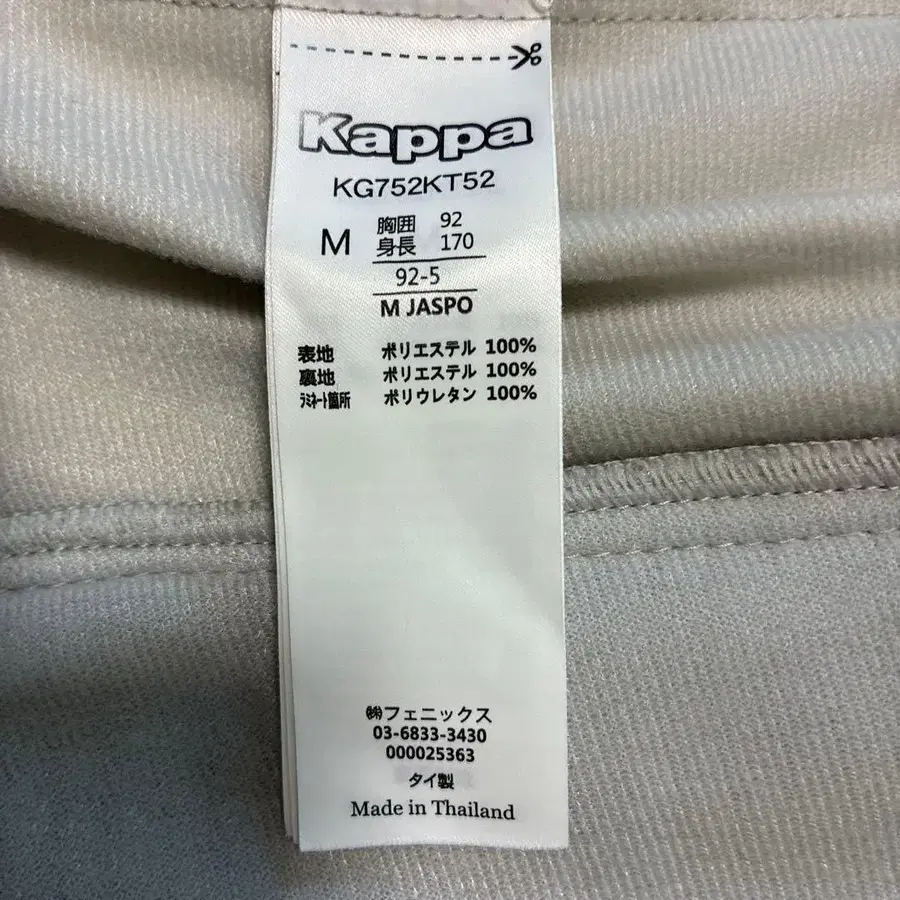 Kappa
KG752KT52
M 胸囲 92
身長 170
92-5
M JASPO
表地 ポリエステル 100%
裏地 ポリエステル 100%
ﾗﾐﾈｰﾄ箇所 ポリウレタン 100%
㈱フェニックス
03-6833-3430
000025363
タイ製
Made in Thailand